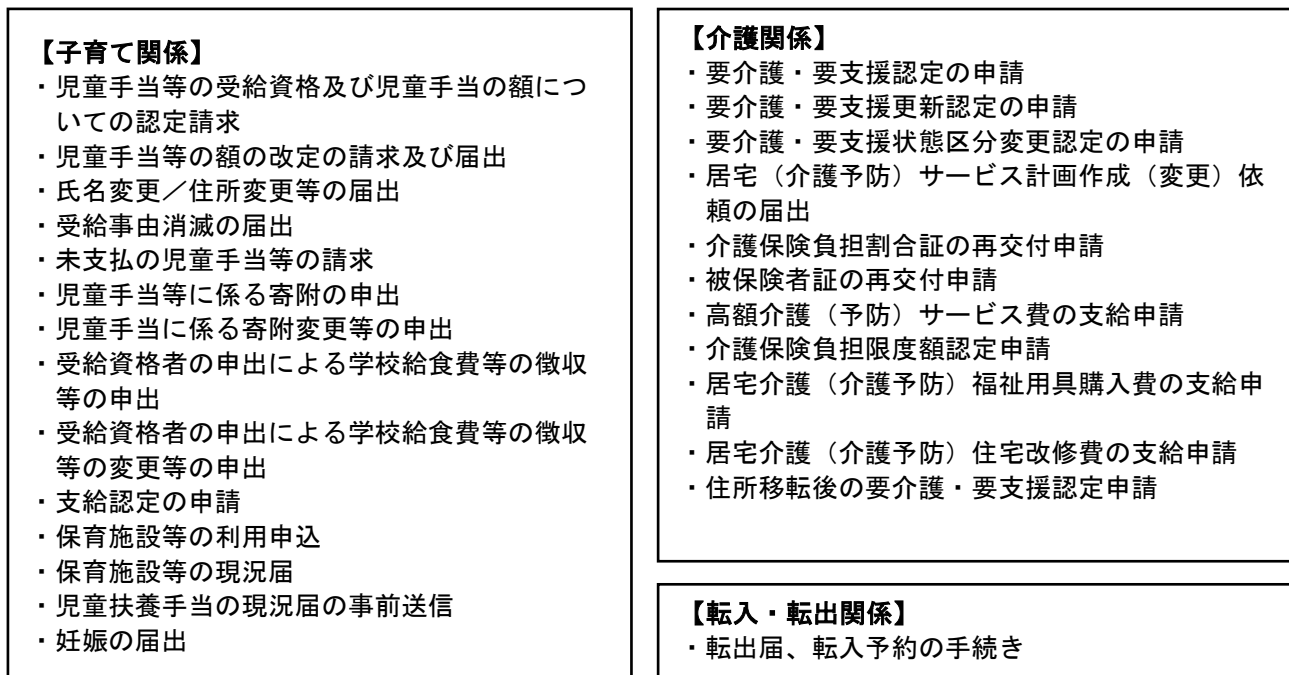 【子育て関係】
・児童手当等の受給資格及び児童手当の額につ
いての認定請求
・児童手当等の額の改定の請求及び届出
・氏名変更／住所変更等の届出
・受給事由消滅の届出
・未支払の児童手当等の請求
・児童手当等に係る寄附の申出
・児童手当に係る寄附変更等の申出
・受給資格者の申出による学校給食費等の徴収
等の申出
・受給資格者の申出による学校給食費等の徴収
等の変更等の申出
・支給認定の申請
・保育施設等の利用申込
・保育施設等の現況届
・児童扶養手当の現況届の事前送信
・妊娠の届出
【介護関係】
・要介護・要支援認定の申請
・要介護・要支援更新認定の申請
・要介護・要支援状態区分変更認定の申請
・居宅（介護予防）サービス計画作成（変更）依
頼の届出
・介護保険負担割合証の再交付申請
・被保険者証の再交付申請
・高額介護（予防）サービス費の支給申請
・介護保険負担限度額認定申請
・居宅介護（介護予防）福祉用具購入費の支給申
請
・居宅介護（介護予防）住宅改修費の支給申請
・住所移転後の要介護・要支援認定申請
【転入・転出関係】
・転出届、転入予約の手続き